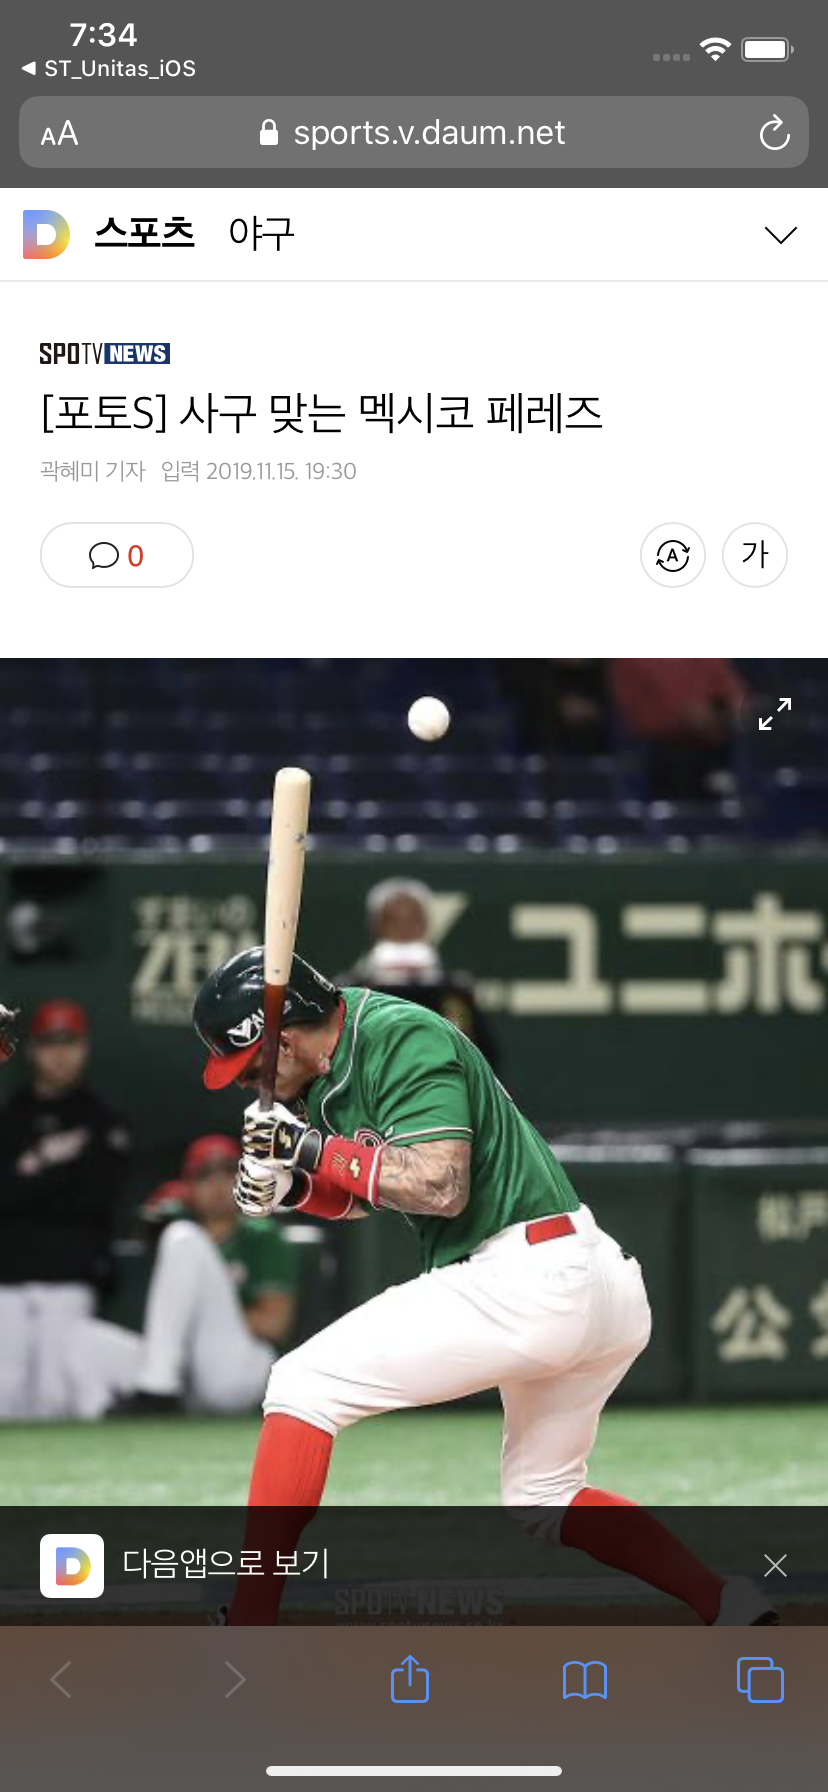 7:34
◀ ST_Unitas_iOS
AA
sports.v.daum.net
스포츠 야구
SPOTV NEWS
[포토S] 사구 맞는 멕시코 페레즈
곽혜미 기자 입력 2019.11.15. 19:30
0
A
가
ユニホ
公
다음앱으로 보기
SPOTV NEWS